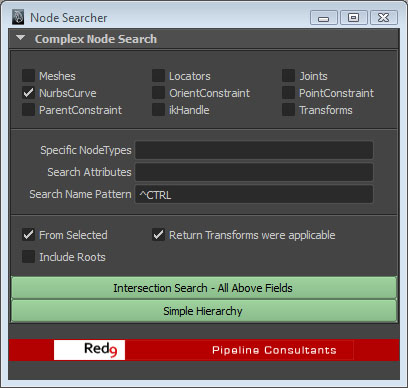 Node Searcher
Complex Node Search
Meshes Locators Joints
NurbsCurve OrientConstraint PointConstraint
ParentConstraint ikHandle Transforms
Specific NodeTypes
Search Attributes
Search Name Pattern ^CTRL
From Selected Return Transforms were applicable
Include Roots
Intersection Search - All Above Fields
Simple Hierarchy
Red9 Pipeline Consultants